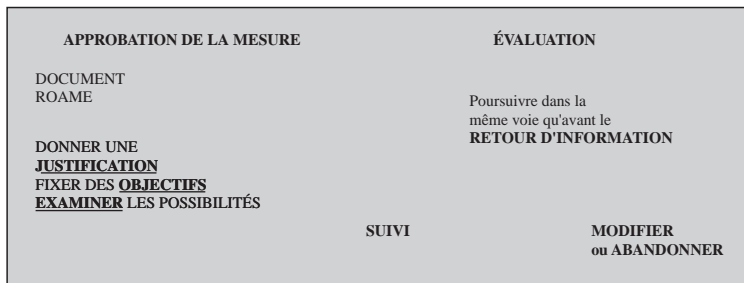 APPROBATION DE LA MESURE
ÉVALUATION
DOCUMENT
ROAME
Poursuivre dans la
même voie qu'avant le
RETOUR D'INFORMATION
DONNER UNE
JUSTIFICATION
FIXER DES OBJECTIFS
EXAMINER LES POSSIBILITÉS
SUIVI
MODIFIER
ou ABANDONNER